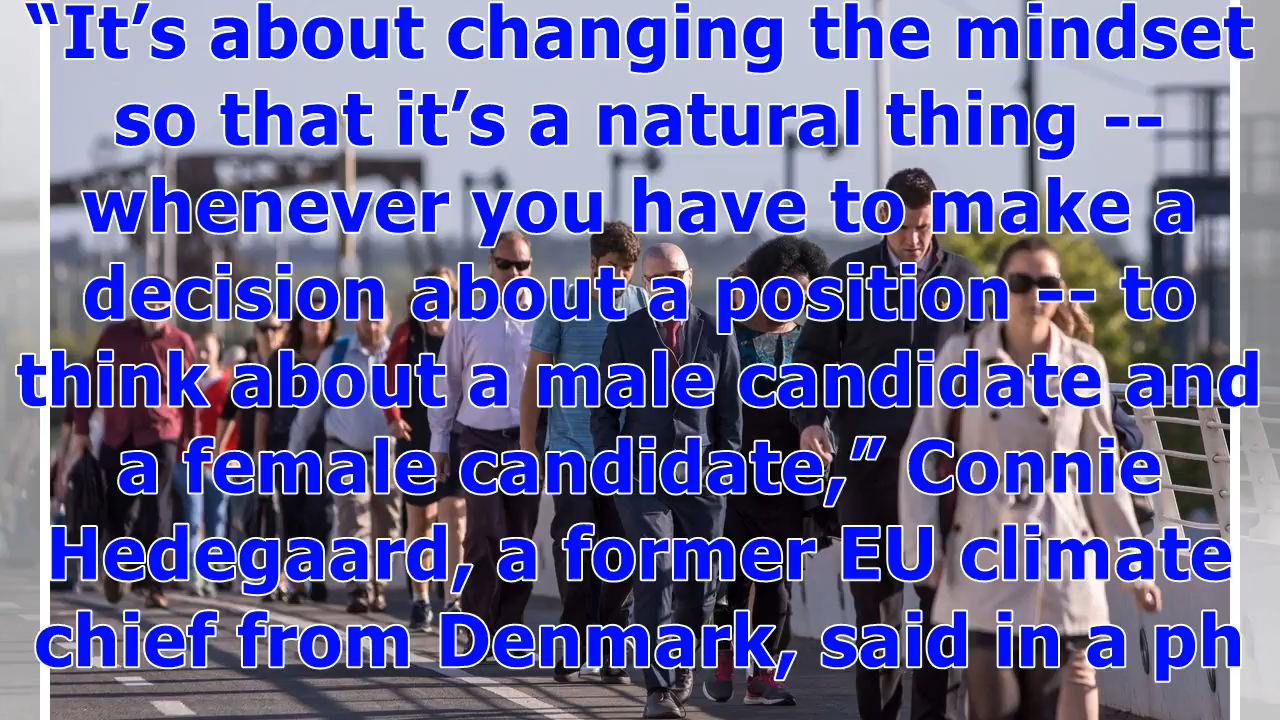 “It’s about changing the mindset
so that it’s a natural thing --
whenever you have to make a
decision about a position -- to
think about a male candidate and
a female candidate,” Connie
Hedegaard, a former EU climate
chief from Denmark, said in a ph